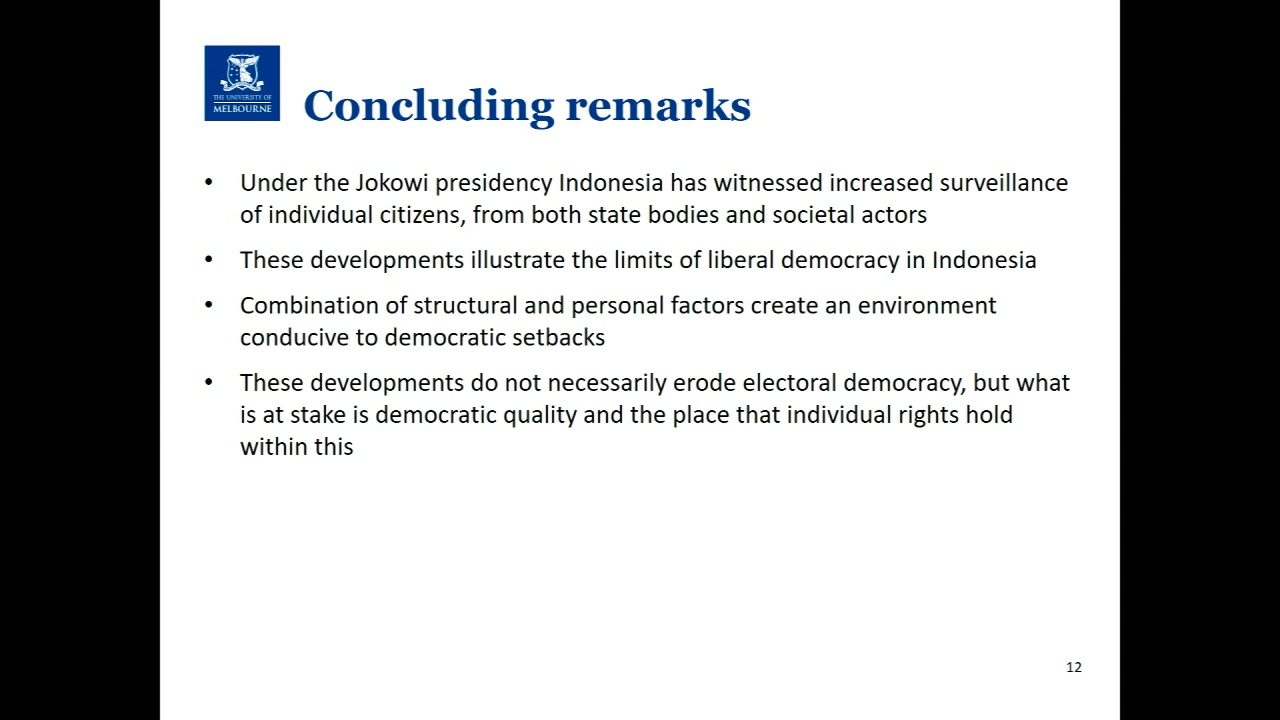 THE UNIVERSITY OF
MELBOURNE
Concluding remarks
• Under the Jokowi presidency Indonesia has witnessed increased surveillance
of individual citizens, from both state bodies and societal actors
• These developments illustrate the limits of liberal democracy in Indonesia
• Combination of structural and personal factors create an environment
conducive to democratic setbacks
• These developments do not necessarily erode electoral democracy, but what
is at stake is democratic quality and the place that individual rights hold
within this
12